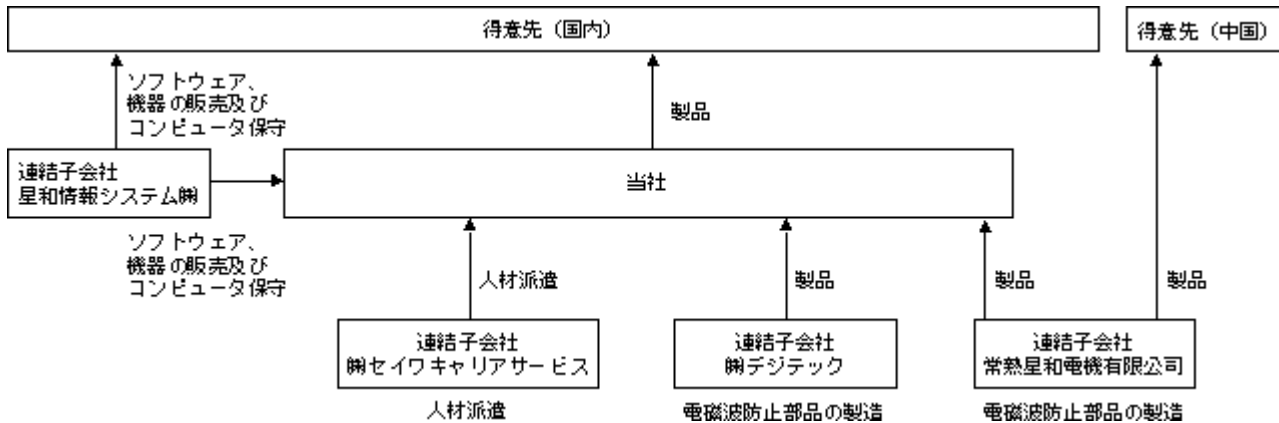 得意先（国内）
得意先（中国）
ソフトウェア、
機器の販売及び
コンピュータ保守
製品
連結子会社
星和情報システム㈱
当社
ソフトウェア、
機器の販売及び
コンピュータ保守
人材派遣
製品
製品
製品
連結子会社
㈱セイワキャリアサービス
連結子会社
㈱デジテック
連結子会社
常熟星和電機有限公司
人材派遣
電磁波防止部品の製造
電磁波防止部品の製造